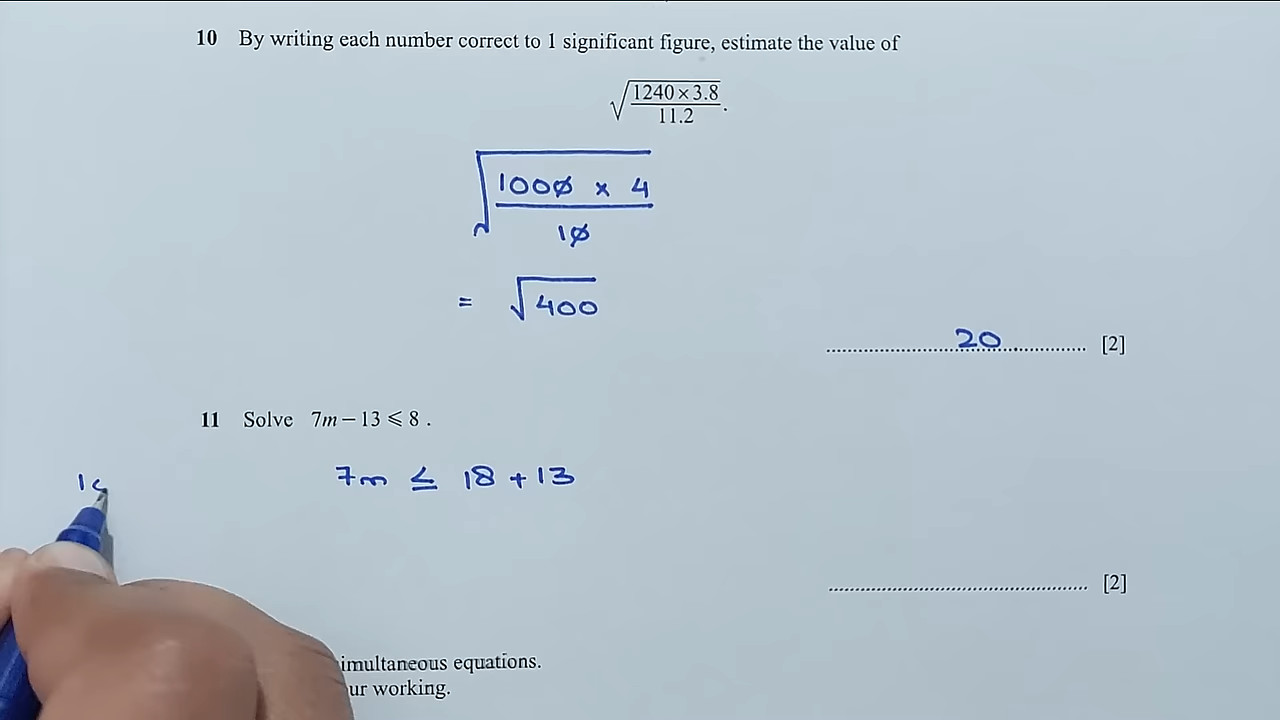 10 By writing each number correct to 1 significant figure, estimate the value of
√(1240 × 3.8 / 11.2).
√(1000 × 4 / 10)
= √400
20 [2]
11 Solve 7m − 13 ⩽ 8 .
7m ≤ 18 + 13
[2]
imultaneous equations.
ur working.